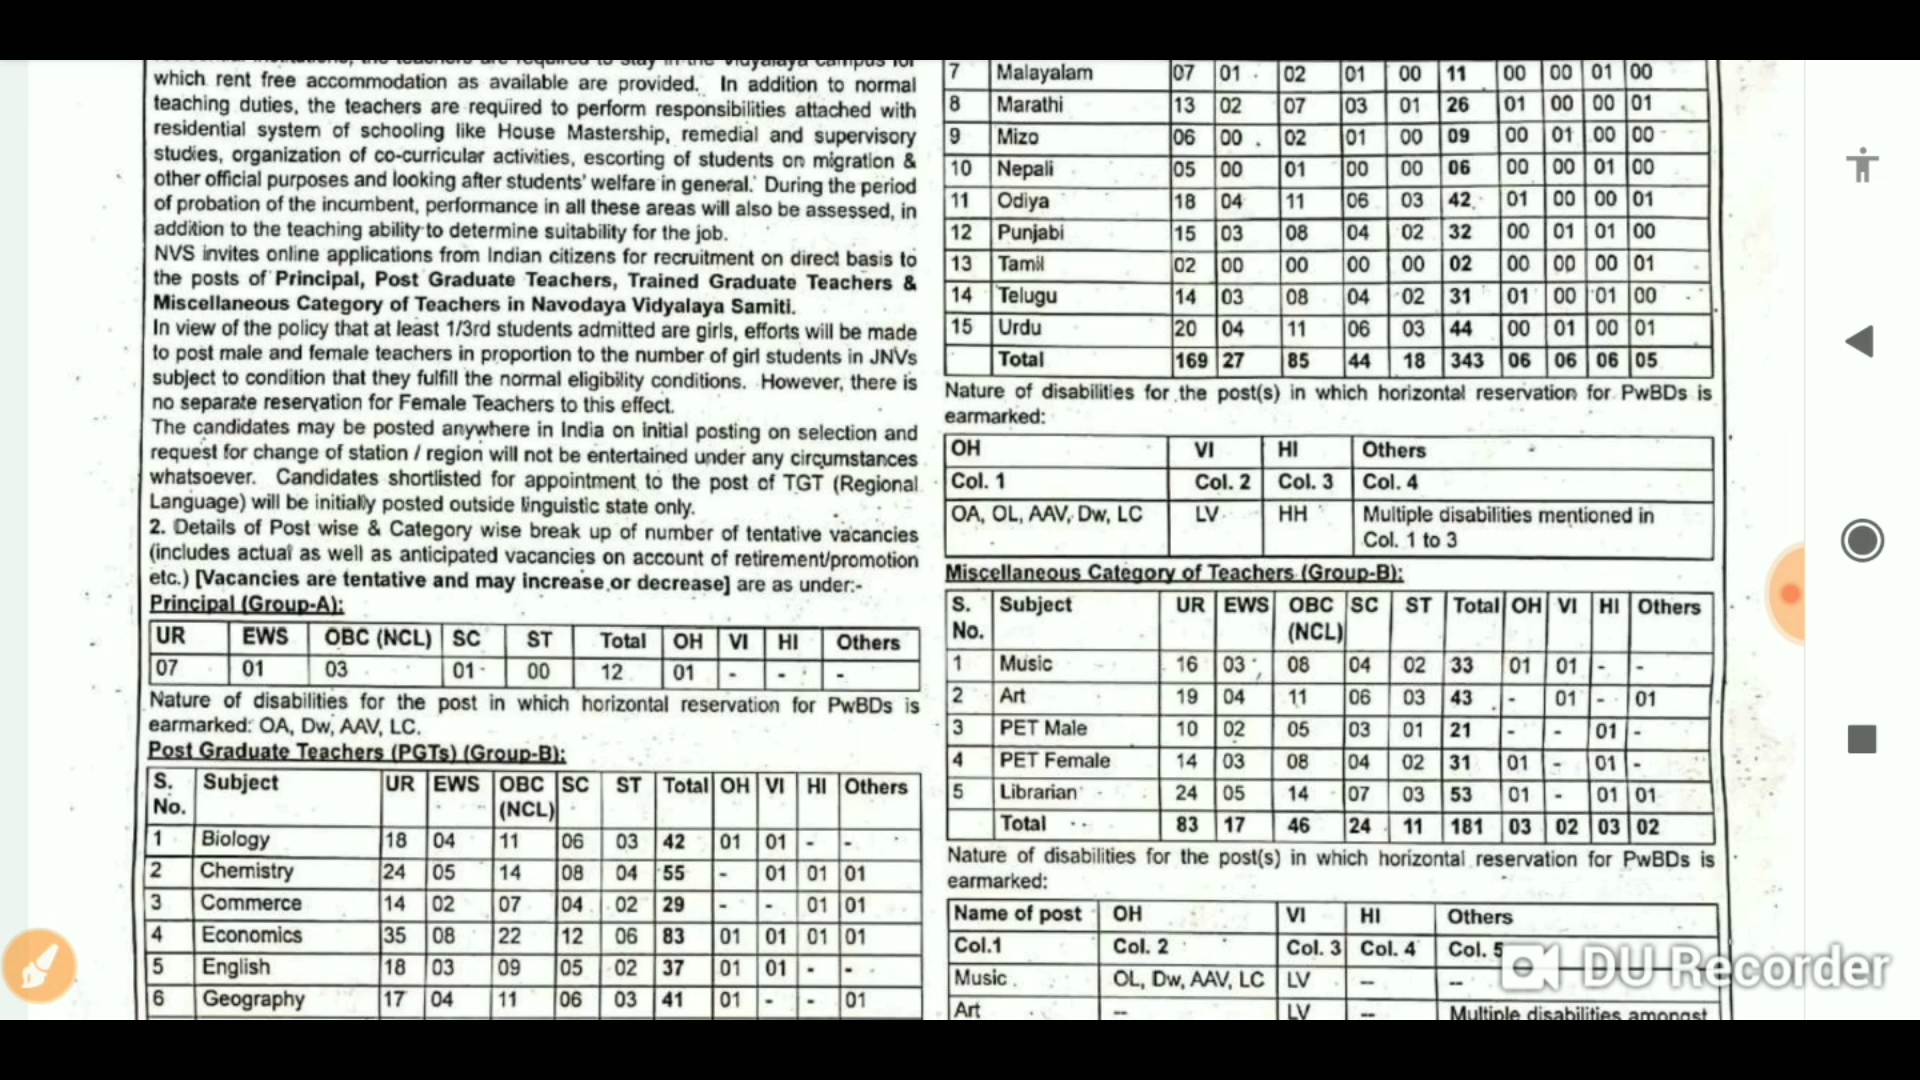 which rent free accommodation as available are provided. In addition to normal
teaching duties, the teachers are required to perform responsibilities attached with
residential system of schooling like House Mastership, remedial and supervisory
studies, organization of co-curricular activities, escorting of students on migration &
other official purposes and looking after students' welfare in general. During the period
of probation of the incumbent, performance in all these areas will also be assessed, in
addition to the teaching ability to determine suitability for the job.
NVS invites online applications from Indian citizens for recruitment on direct basis to
the posts of Principal, Post Graduate Teachers, Trained Graduate Teachers &
Miscellaneous Category of Teachers in Navodaya Vidyalaya Samiti.
In view of the policy that at least 1/3rd students admitted are girls, efforts will be made
to post male and female teachers in proportion to the number of girl students in JNVs
subject to condition that they fulfill the normal eligibility conditions. However, there is
no separate reservation for Female Teachers to this effect.
The candidates may be posted anywhere in India on initial posting on selection and
request for change of station / region will not be entertained under any circumstances
whatsoever. Candidates shortlisted for appointment to the post of TGT (Regional
Language) will be initially posted outside linguistic state only.
2. Details of Post wise & Category wise break up of number of tentative vacancies
(includes actual as well as anticipated vacancies on account of retirement/promotion
etc.) [Vacancies are tentative and may increase or decrease] are as under:-
Principal (Group-A):
UR EWS OBC (NCL) SC ST Total OH VI HI Others
07 01 03 01 00 12 01 - - -
Nature of disabilities for the post in which horizontal reservation for PwBDs is
earmarked: OA, Dw, AAV, LC.
Post Graduate Teachers (PGTs) (Group-B):
S. No. Subject UR EWS OBC (NCL) SC ST Total OH VI HI Others
1 Biology 18 04 11 06 03 42 01 01 - -
2 Chemistry 24 05 14 08 04 55 - 01 01 01
3 Commerce 14 02 07 04 02 29 - - 01 01
4 Economics 35 08 22 12 06 83 01 01 01 01
5 English 18 03 09 05 02 37 01 01 - -
6 Geography 17 04 11 06 03 41 01 - - 01
7 Malayalam 07 01 02 01 00 11 00 00 01 00
8 Marathi 13 02 07 03 01 26 01 00 00 01
9 Mizo 06 00 02 01 00 09 00 01 00 00
10 Nepali 05 00 01 00 00 06 00 00 01 00
11 Odiya 18 04 11 06 03 42 01 00 00 01
12 Punjabi 15 03 08 04 02 32 00 01 01 00
13 Tamil 02 00 00 00 00 02 00 00 00 01
14 Telugu 14 03 08 04 02 31 01 00 01 00
15 Urdu 20 04 11 06 03 44 00 01 00 01
Total 169 27 85 44 18 343 06 06 06 05
Nature of disabilities for the post(s) in which horizontal reservation for PwBDs is
earmarked:
OH VI HI Others
Col. 1 Col. 2 Col. 3 Col. 4
OA, OL, AAV, Dw, LC LV HH Multiple disabilities mentioned in
Col. 1 to 3
Miscellaneous Category of Teachers (Group-B):
S. No. Subject UR EWS OBC (NCL) SC ST Total OH VI HI Others
1 Music 16 03 08 04 02 33 01 01 - -
2 Art 19 04 11 06 03 43 - 01 - 01
3 PET Male 10 02 05 03 01 21 - - 01 -
4 PET Female 14 03 08 04 02 31 01 - 01 -
5 Librarian 24 05 14 07 03 53 01 - 01 01
Total 83 17 46 24 11 181 03 02 03 02
Nature of disabilities for the post(s) in which horizontal reservation for PwBDs is
earmarked:
Name of post OH VI HI Others
Col.1 Col. 2 Col. 3 Col. 4 Col. 5
Music OL, Dw, AAV, LC LV -- --
Art -- LV -- Multiple disabilities amongst
DU Recorder